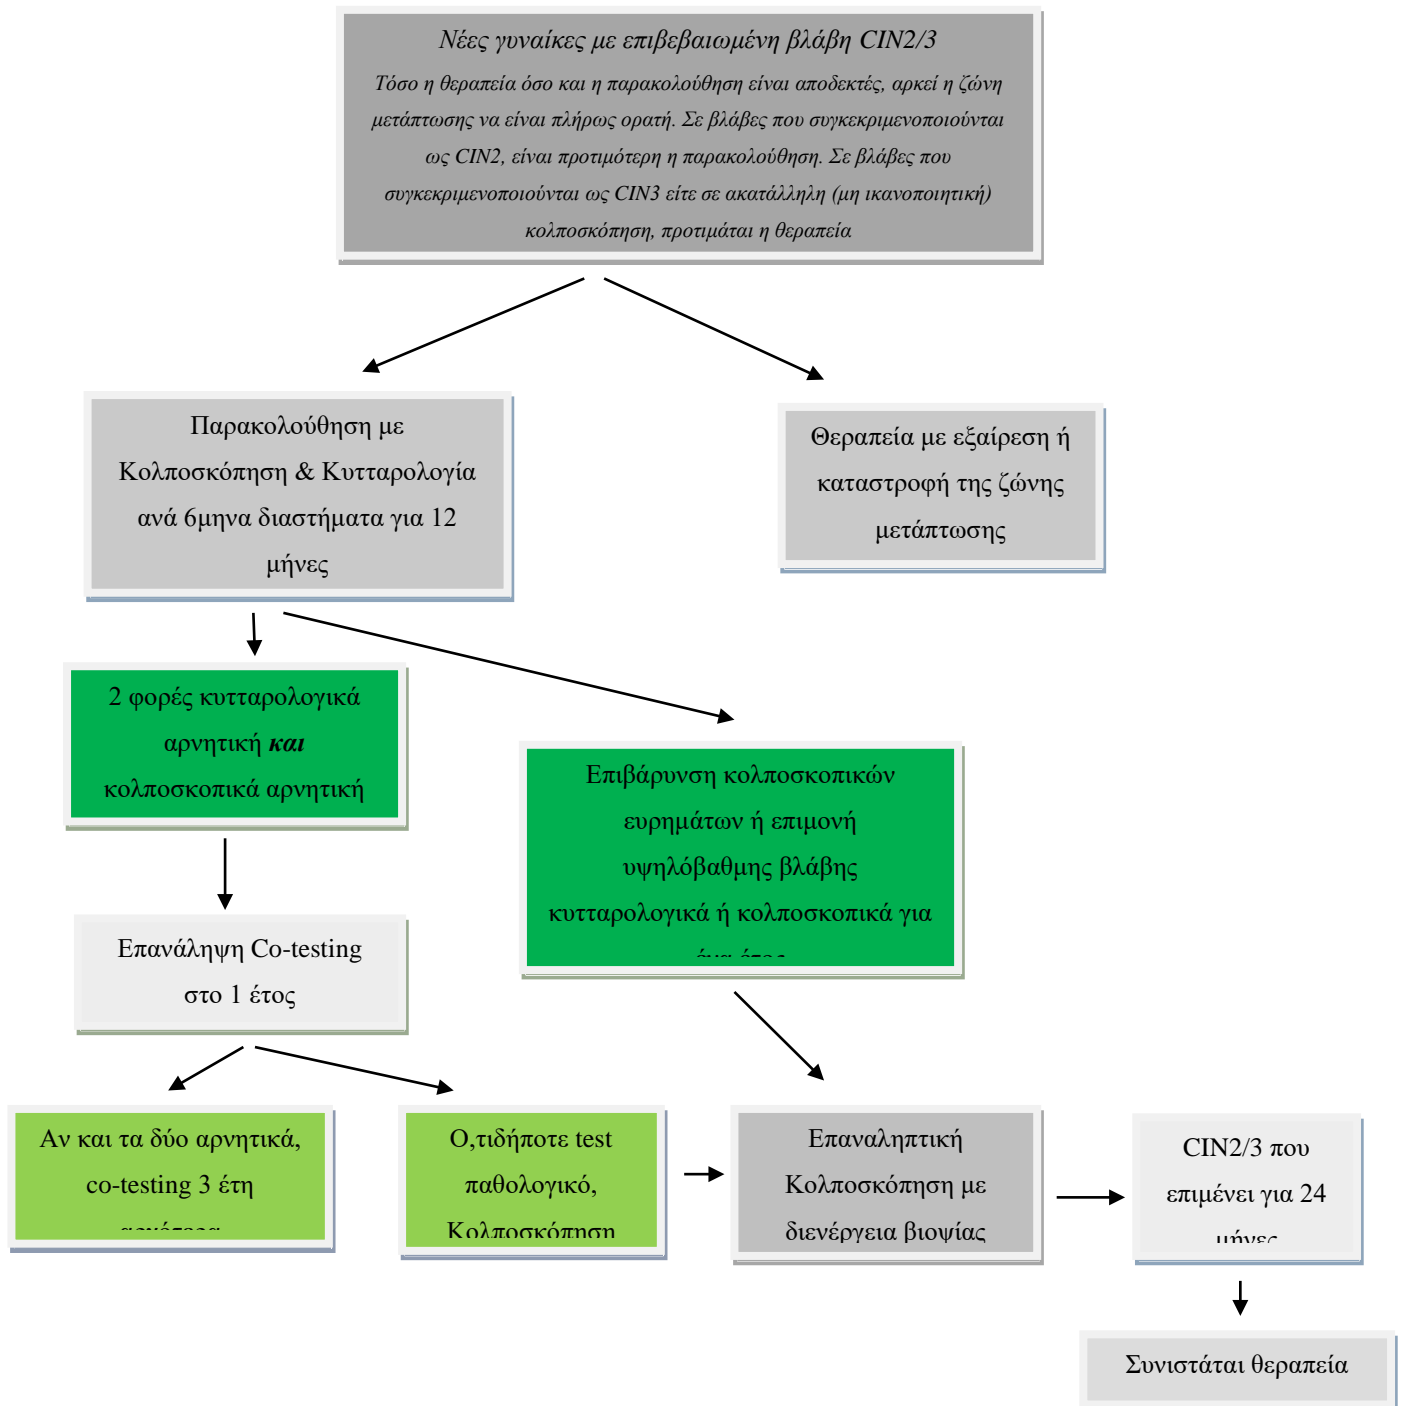 Νέες γυναίκες με επιβεβαιωμένη βλάβη CIN2/3
Τόσο η θεραπεία όσο και η παρακολούθηση είναι αποδεκτές, αρκεί η ζώνη
μετάπτωσης να είναι πλήρως ορατή. Σε βλάβες που συγκεκριμενοποιούνται
ως CIN2, είναι προτιμότερη η παρακολούθηση. Σε βλάβες που
συγκεκριμενοποιούνται ως CIN3 είτε σε ακατάλληλη (μη ικανοποιητική)
κολποσκόπηση, προτιμάται η θεραπεία
Παρακολούθηση με
Κολποσκόπηση & Κυτταρολογία
ανά 6μηνα διαστήματα για 12
μήνες
Θεραπεία με εξαίρεση ή
καταστροφή της ζώνης
μετάπτωσης
2 φορές κυτταρολογικά
αρνητική και
κολποσκοπικά αρνητική
Επιβάρυνση κολποσκοπικών
ευρημάτων ή επιμονή
υψηλόβαθμης βλάβης
κυτταρολογικά ή κολποσκοπικά για
Επανάληψη Co-testing
στο 1 έτος
Αν και τα δύο αρνητικά,
co-testing 3 έτη
Ο,τιδήποτε test
παθολογικό,
Κολποσκόπηση
Επαναληπτική
Κολποσκόπηση με
διενέργεια βιοψίας
CIN2/3 που
επιμένει για 24
μήνες
Συνιστάται θεραπεία